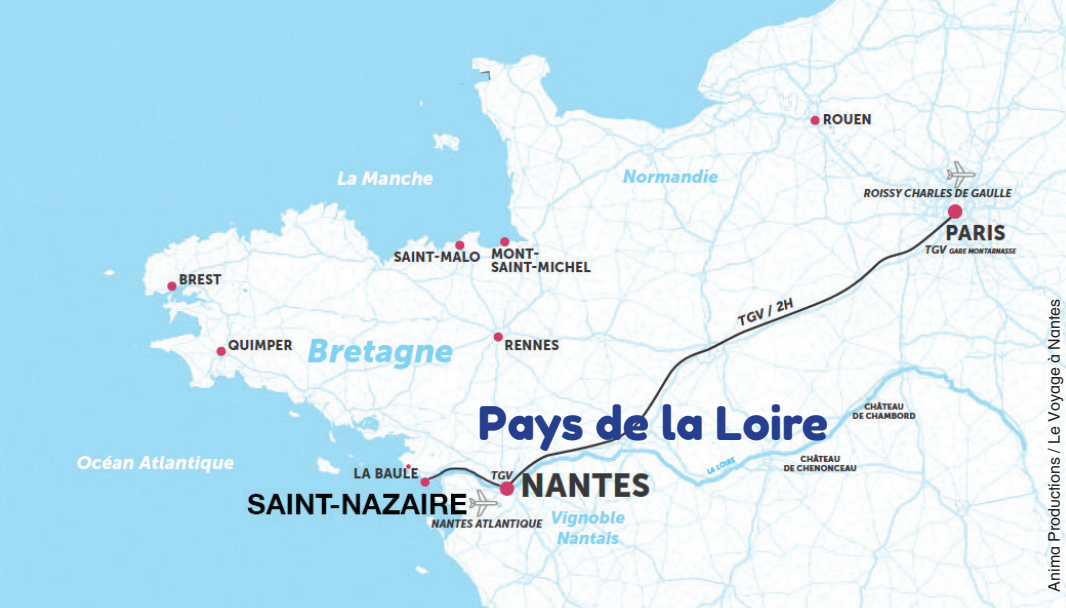 ROUEN
La Manche
Normandie
ROISSY CHARLES DE GAULLE
PARIS
TGV GARE MONTARNASSE
SAINT-MALO
MONT-
SAINT-MICHEL
BREST
TGV / 2H
QUIMPER
Bretagne
RENNES
Pays de la Loire
CHÂTEAU
DE CHAMBORD
Océan Atlantique
LA BAULE
TGV
NANTES
LA LOIRE
CHÂTEAU
DE CHENONCEAU
SAINT-NAZAIRE
NANTES ATLANTIQUE
Vignoble
Nantais
Anima Productions / Le Voyage à Nantes